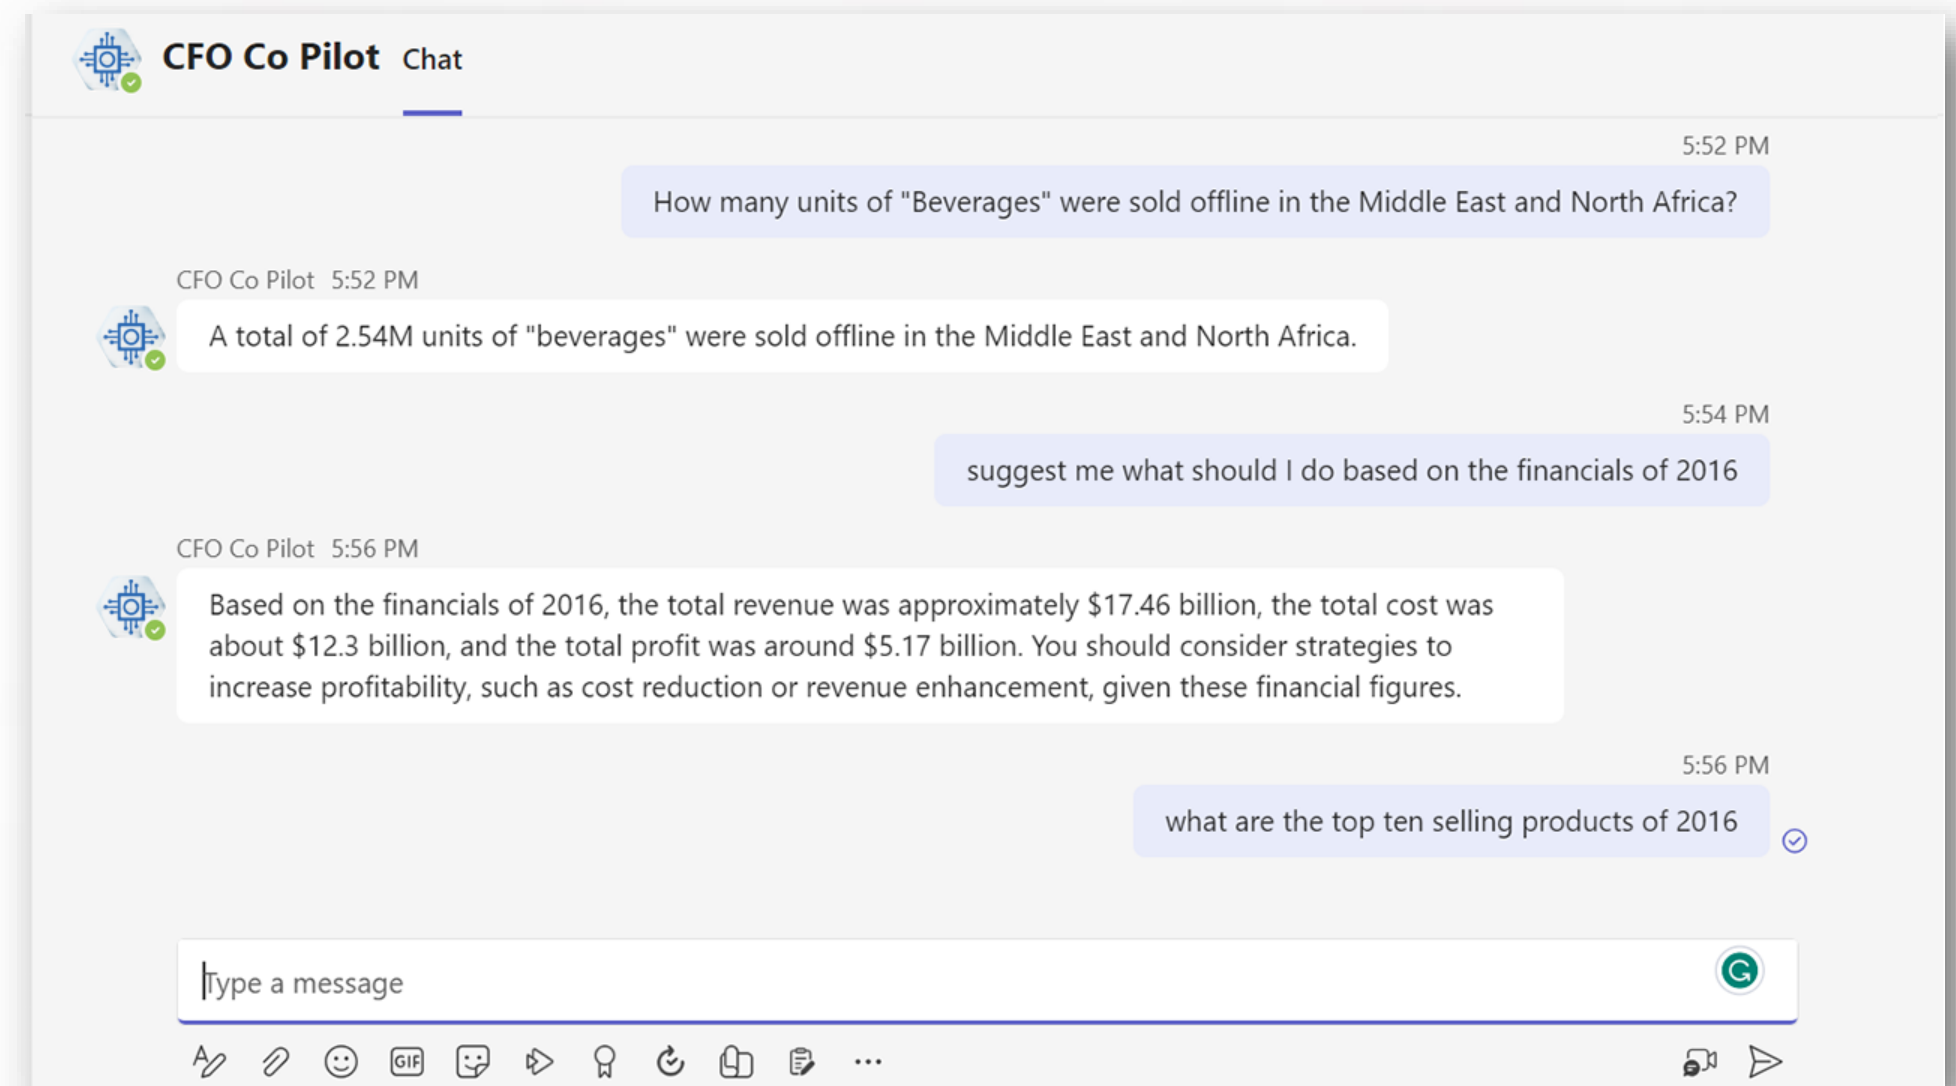 CFO Co Pilot Chat
5:52 PM
How many units of "Beverages" were sold offline in the Middle East and North Africa?
CFO Co Pilot 5:52 PM
A total of 2.54M units of "beverages" were sold offline in the Middle East and North Africa.
5:54 PM
suggest me what should I do based on the financials of 2016
CFO Co Pilot 5:56 PM
Based on the financials of 2016, the total revenue was approximately $17.46 billion, the total cost was
about $12.3 billion, and the total profit was around $5.17 billion. You should consider strategies to
increase profitability, such as cost reduction or revenue enhancement, given these financial figures.
5:56 PM
what are the top ten selling products of 2016
Type a message
GIF